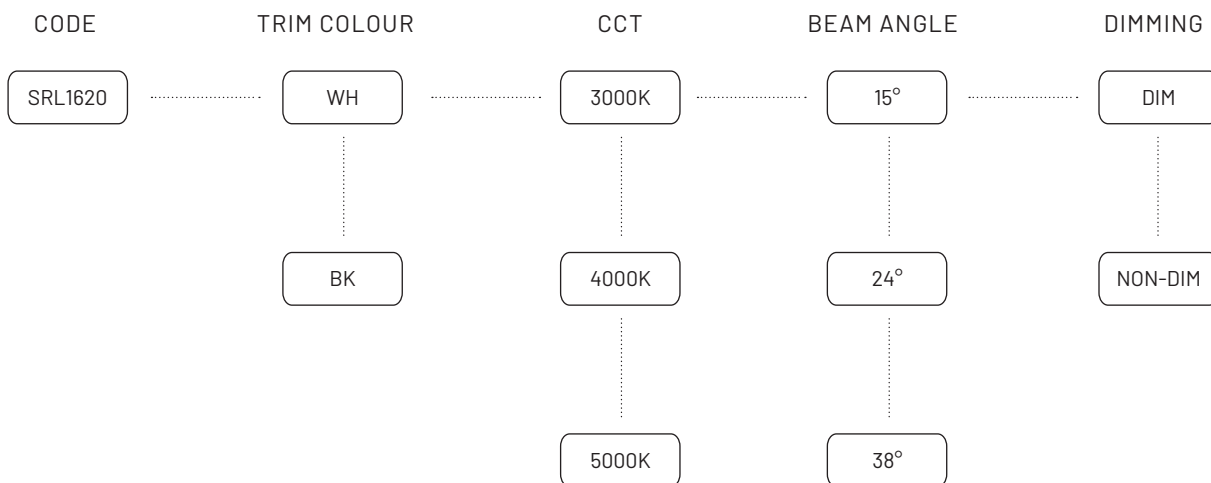 CODE TRIM COLOUR CCT BEAM ANGLE DIMMING
SRL1620 WH 3000K 15° DIM
BK 4000K 24° NON-DIM
5000K 38°